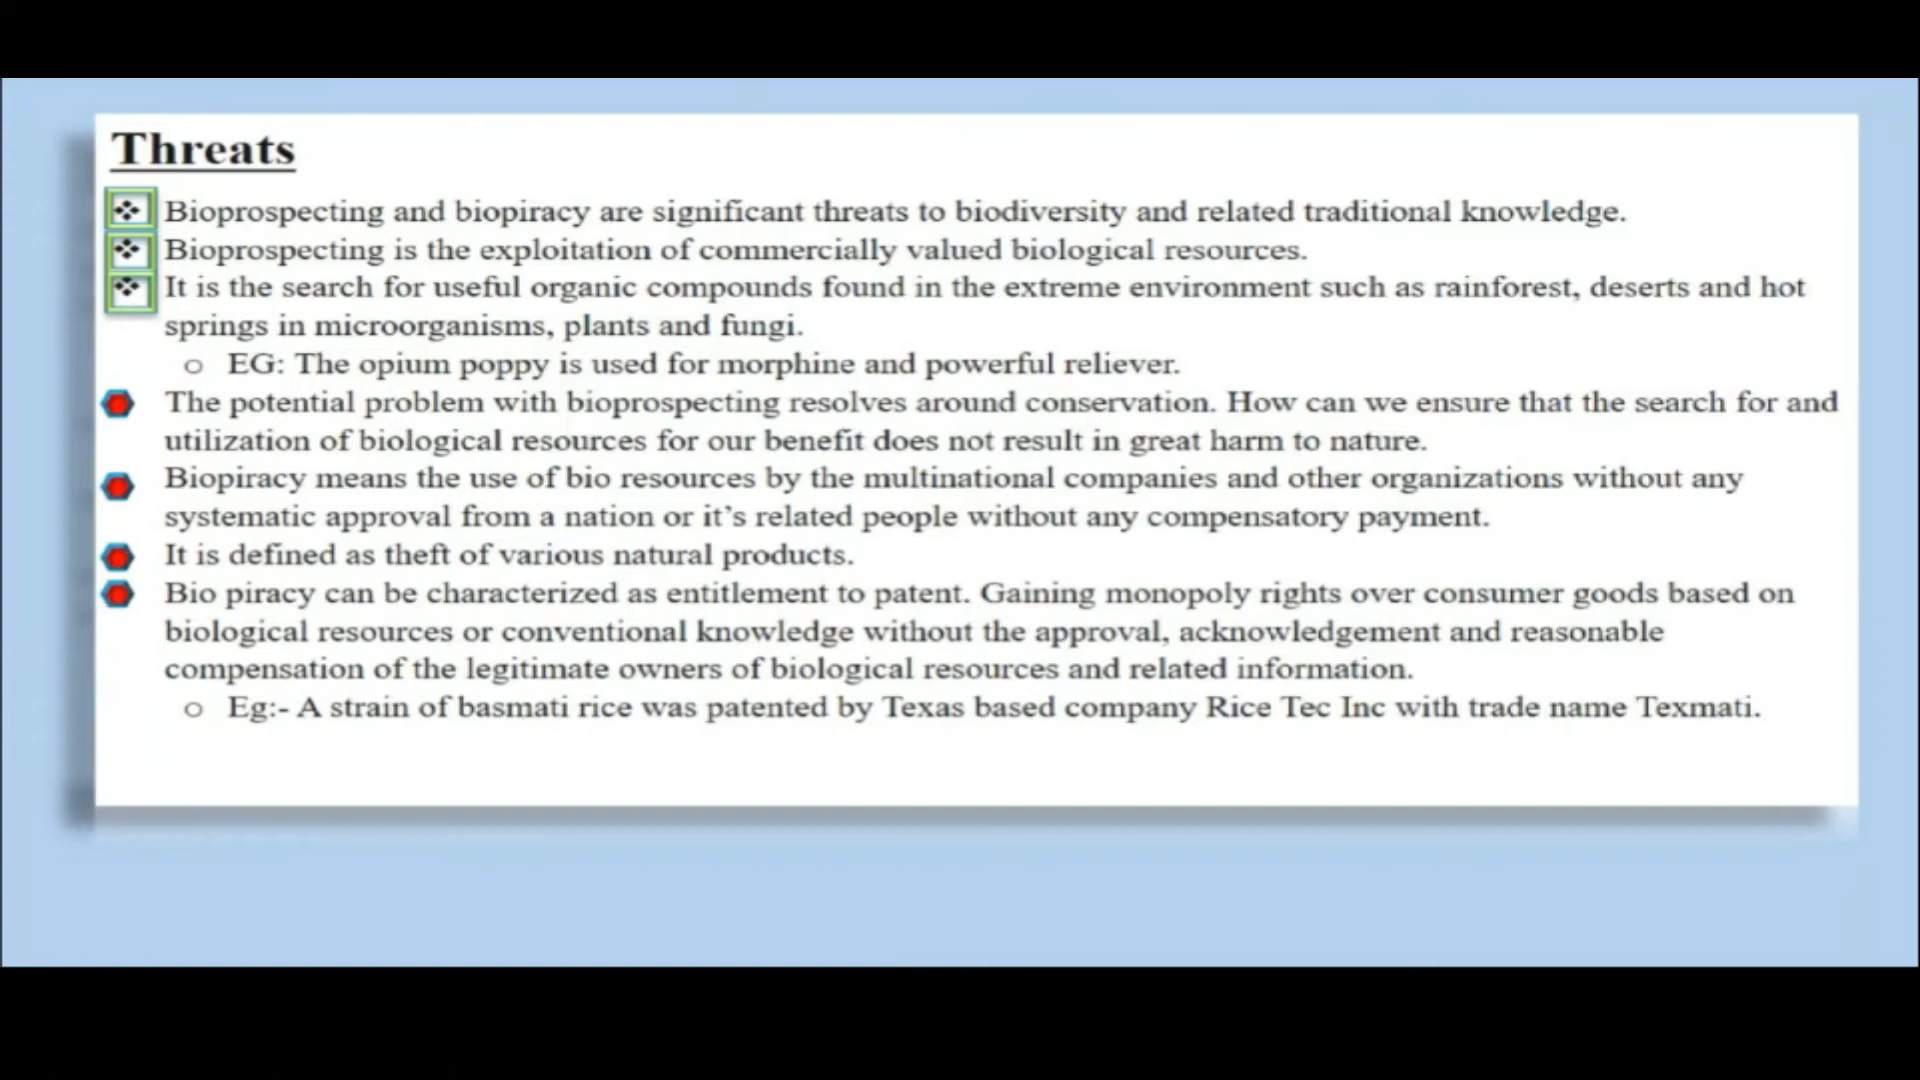 Threats
Bioprospecting and biopiracy are significant threats to biodiversity and related traditional knowledge.
Bioprospecting is the exploitation of commercially valued biological resources.
It is the search for useful organic compounds found in the extreme environment such as rainforest, deserts and hot
springs in microorganisms, plants and fungi.
o EG: The opium poppy is used for morphine and powerful reliever.
The potential problem with bioprospecting resolves around conservation. How can we ensure that the search for and
utilization of biological resources for our benefit does not result in great harm to nature.
Biopiracy means the use of bio resources by the multinational companies and other organizations without any
systematic approval from a nation or it’s related people without any compensatory payment.
It is defined as theft of various natural products.
Bio piracy can be characterized as entitlement to patent. Gaining monopoly rights over consumer goods based on
biological resources or conventional knowledge without the approval, acknowledgement and reasonable
compensation of the legitimate owners of biological resources and related information.
o Eg:- A strain of basmati rice was patented by Texas based company Rice Tec Inc with trade name Texmati.